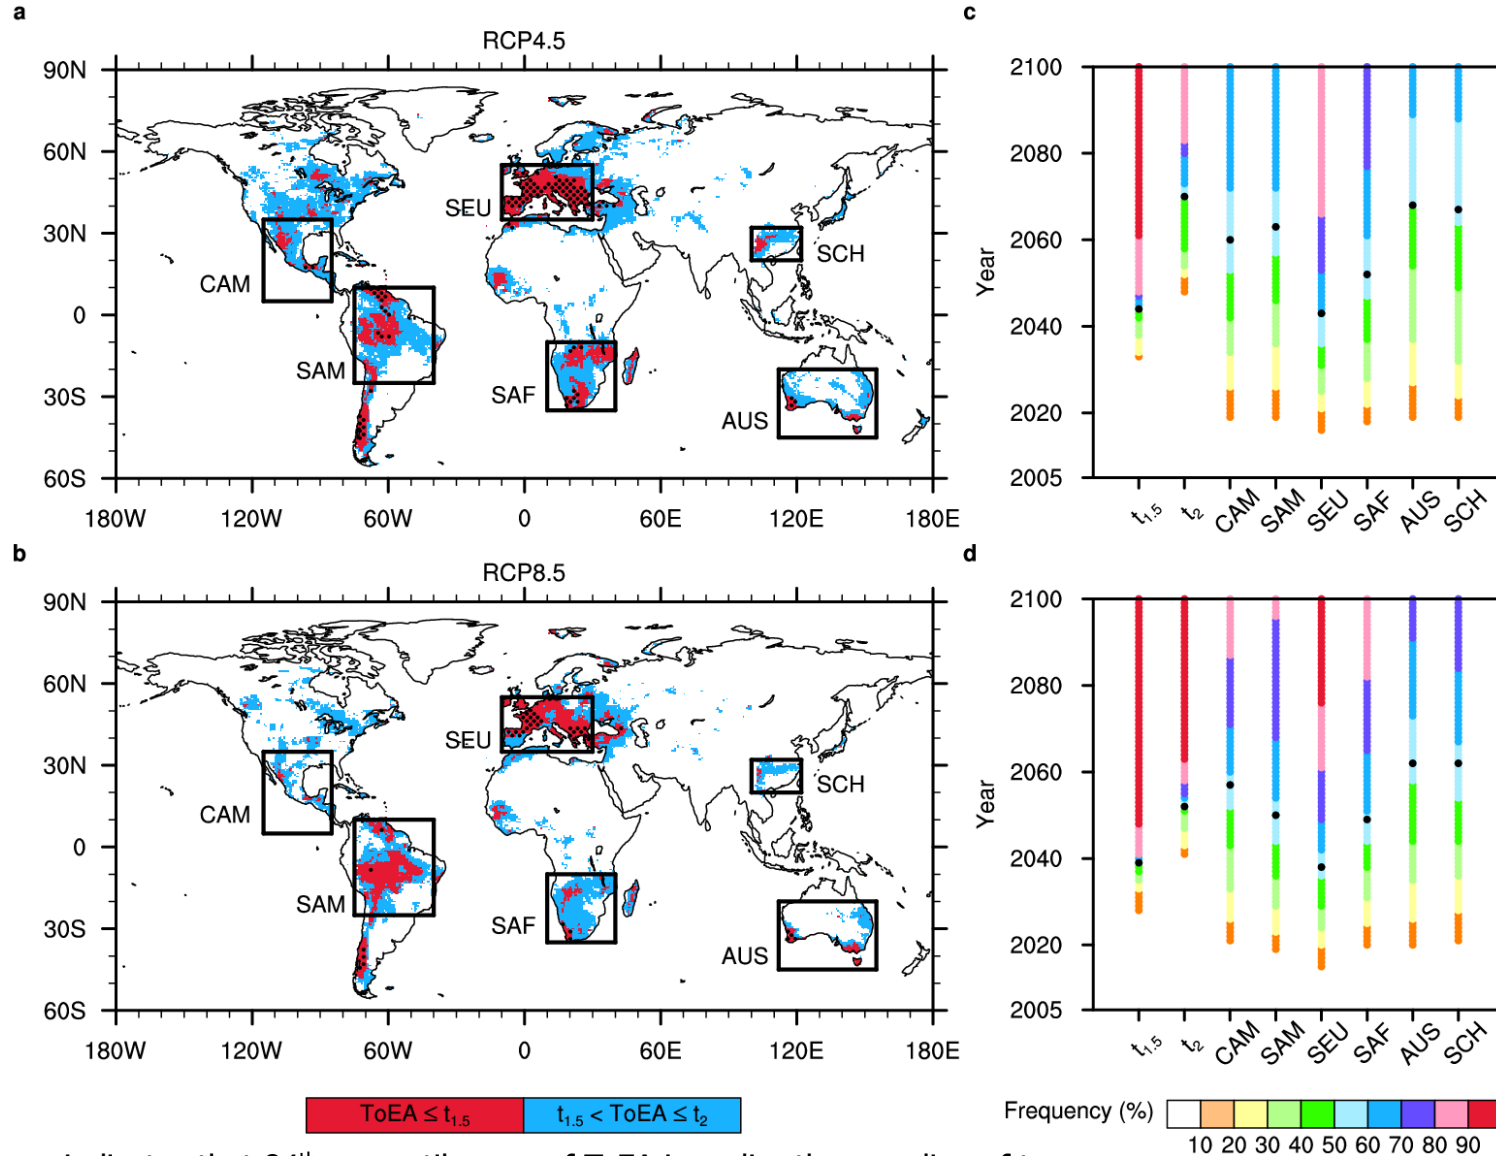 a
RCP4.5
90N
60N
30N
0
30S
60S
180W 120W 60W 0 60E 120E 180E
CAM
SAM
SEU
SAF
SCH
AUS
c
Year
2100
2080
2060
2040
2020
2005
t1.5 t2 CAM SAM SEU SAF AUS SCH
b
RCP8.5
90N
60N
30N
0
30S
60S
180W 120W 60W 0 60E 120E 180E
CAM
SAM
SEU
SAF
SCH
AUS
d
Year
2100
2080
2060
2040
2020
2005
t1.5 t2 CAM SAM SEU SAF AUS SCH
ToEA ≤ t1.5
t1.5 < ToEA ≤ t2
Frequency (%)
10 20 30 40 50 60 70 80 90